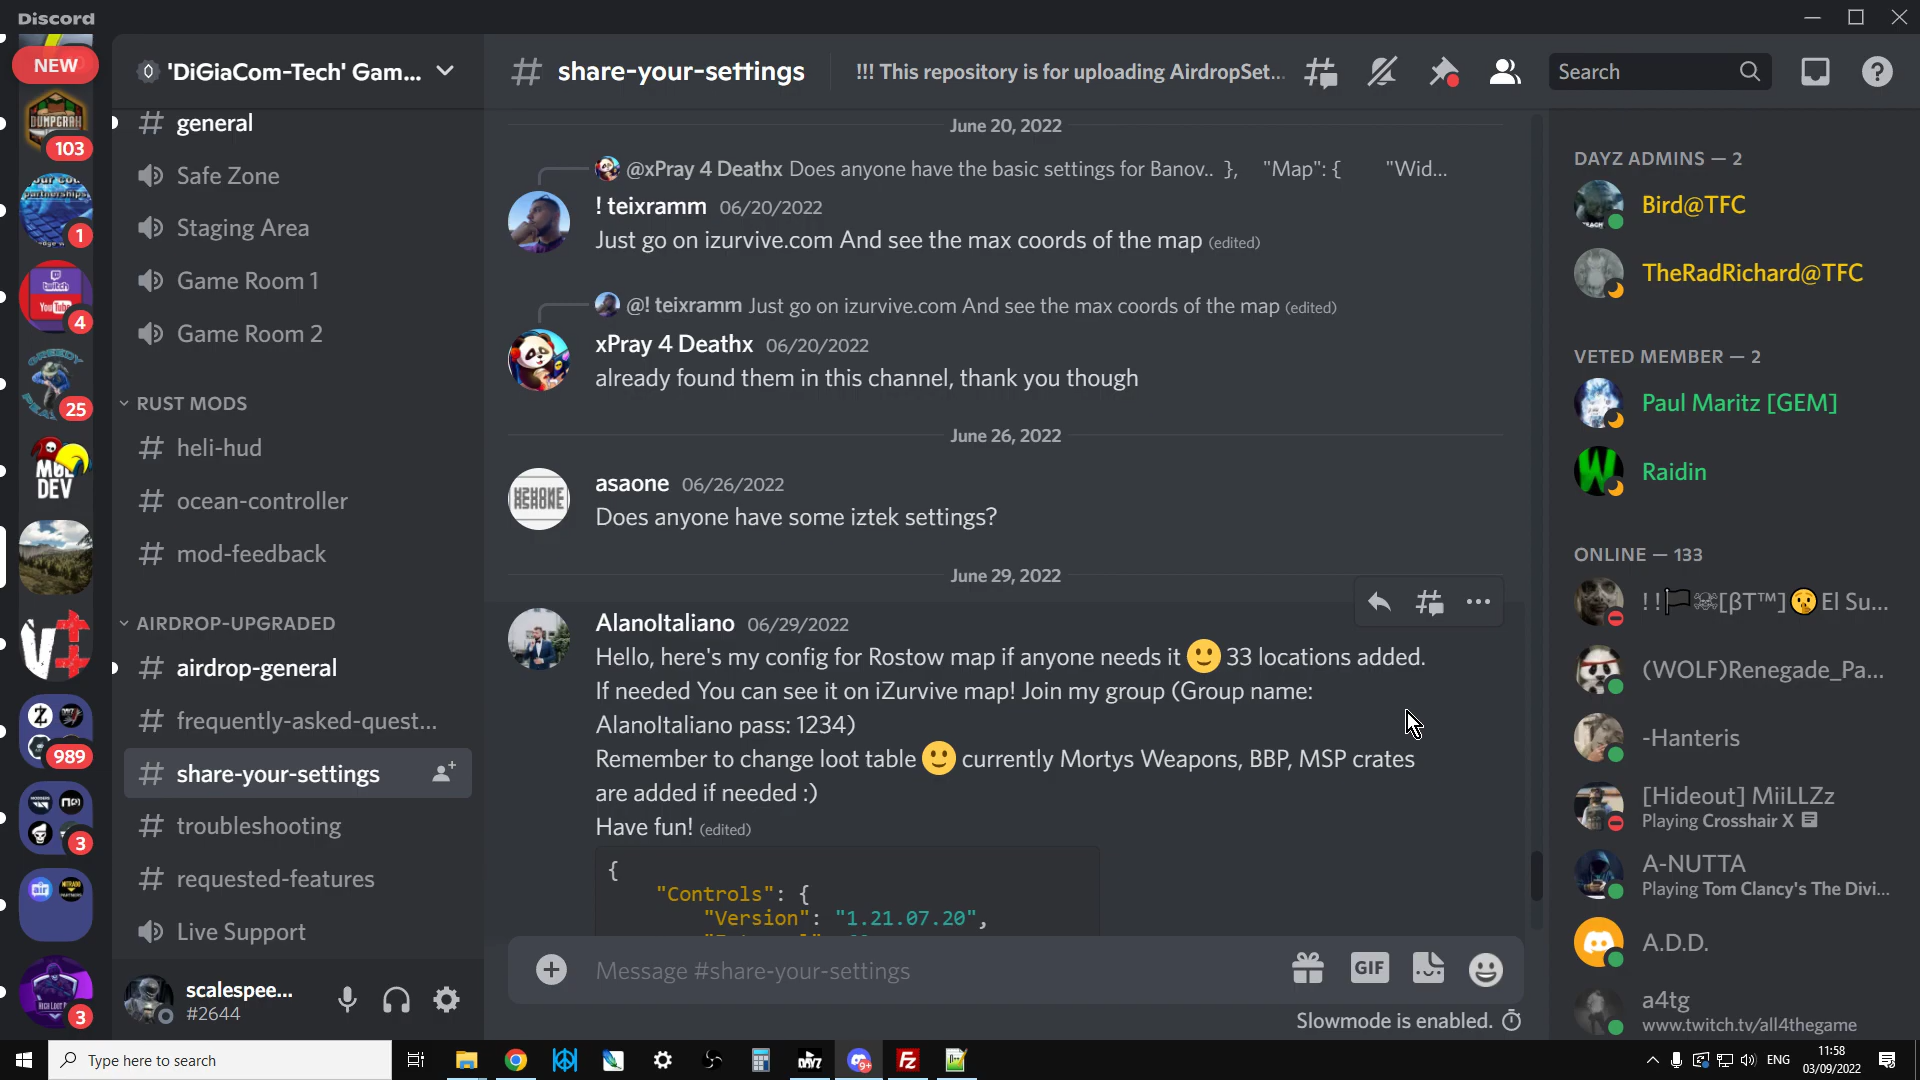 Discord
NEW
103
1
twitch
YouTube
4
GREEDY
25
DEV
989
3
3
'DiGiaCom-Tech' Gam...
general
Safe Zone
Staging Area
Game Room 1
Game Room 2
RUST MODS
heli-hud
ocean-controller
mod-feedback
AIRDROP-UPGRADED
airdrop-general
frequently-asked-quest...
share-your-settings
troubleshooting
requested-features
Live Support
scalespee...
#2644
# share-your-settings
!!! This repository is for uploading AirdropSet...
Search
June 20, 2022
@xPray 4 Deathx Does anyone have the basic settings for Banov.. }, "Map": { "Wid...
! teixramm 06/20/2022
Just go on izurvive.com And see the max coords of the map (edited)
@! teixramm Just go on izurvive.com And see the max coords of the map (edited)
xPray 4 Deathx 06/20/2022
already found them in this channel, thank you though
June 26, 2022
asaone 06/26/2022
Does anyone have some iztek settings?
June 29, 2022
AlanoItaliano 06/29/2022
Hello, here's my config for Rostow map if anyone needs it 🙂 33 locations added.
If needed You can see it on iZurvive map! Join my group (Group name:
AlanoItaliano pass: 1234)
Remember to change loot table 🙂 currently Mortys Weapons, BBP, MSP crates
are added if needed :)
Have fun! (edited)
{
"Controls": {
"Version": "1.21.07.20",
Message #share-your-settings
GIF
Slowmode is enabled.
DAYZ ADMINS — 2
Bird@TFC
TheRadRichard@TFC
VETED MEMBER — 2
Paul Maritz [GEM]
Raidin
ONLINE — 133
!!🏴☠[βT™]🤫El Su...
(WOLF)Renegade_Pa...
-Hanteris
[Hideout] MiiLLZz
Playing Crosshair X
A-NUTTA
Playing Tom Clancy's The Divi...
A.D.D.
a4tg
www.twitch.tv/all4thegame
Type here to search
DAYZ
9+
Fz
ENG
11:58
03/09/2022